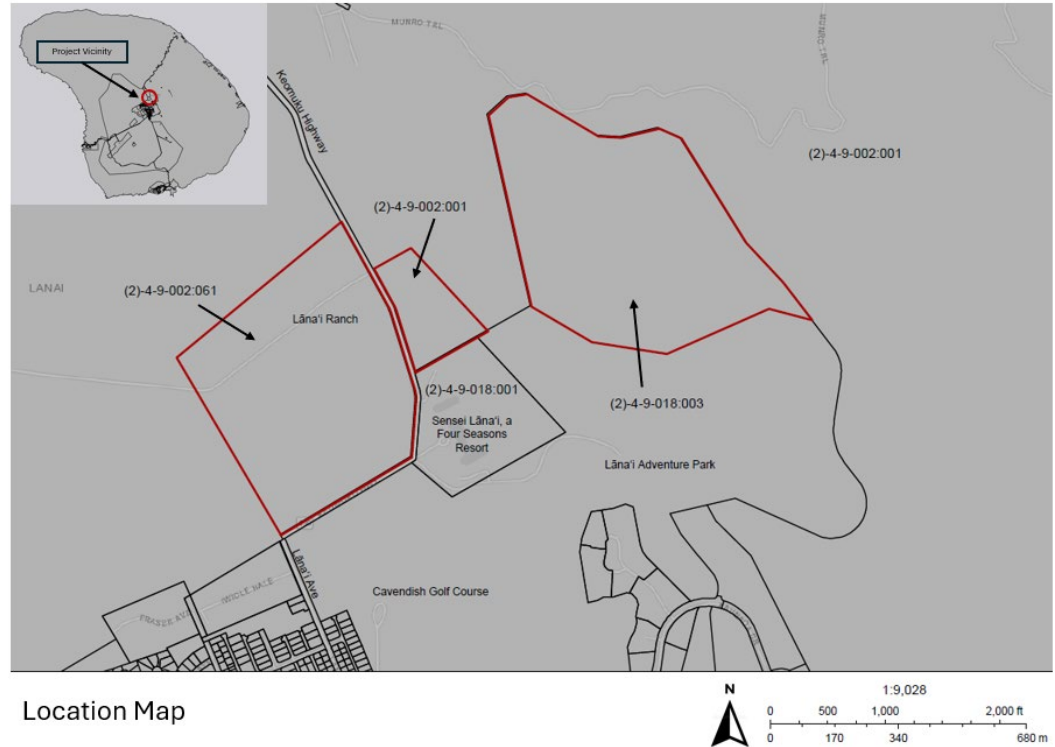 Project Vicinity
MUNRO TRL
MUNRO TRL
Keomuku Highway
(2)-4-9-002:001
(2)-4-9-002:001
LANAI
(2)-4-9-002:061
Lāna'i Ranch
(2)-4-9-018:001
Sensei Lāna'i, a
Four Seasons
Resort
(2)-4-9-018:003
Lāna'i Adventure Park
Lāna'i Ave
Cavendish Golf Course
FRASER AVE
Location Map
N
1:9,028
0 500 1,000 2,000 ft
0 170 340 680 m